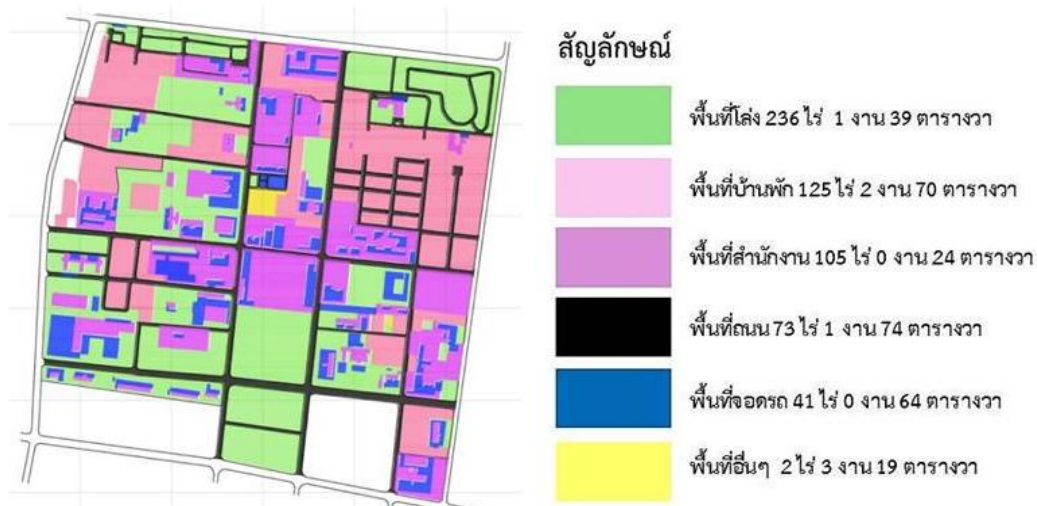 สัญลักษณ์
พื้นที่โล่ง 236 ไร่ 1 งาน 39 ตารางวา
พื้นที่บ้านพัก 125 ไร่ 2 งาน 70 ตารางวา
พื้นที่สำนักงาน 105 ไร่ 0 งาน 24 ตารางวา
พื้นที่ถนน 73 ไร่ 1 งาน 74 ตารางวา
พื้นที่จอดรถ 41 ไร่ 0 งาน 64 ตารางวา
พื้นที่อื่นๆ 2 ไร่ 3 งาน 19 ตารางวา